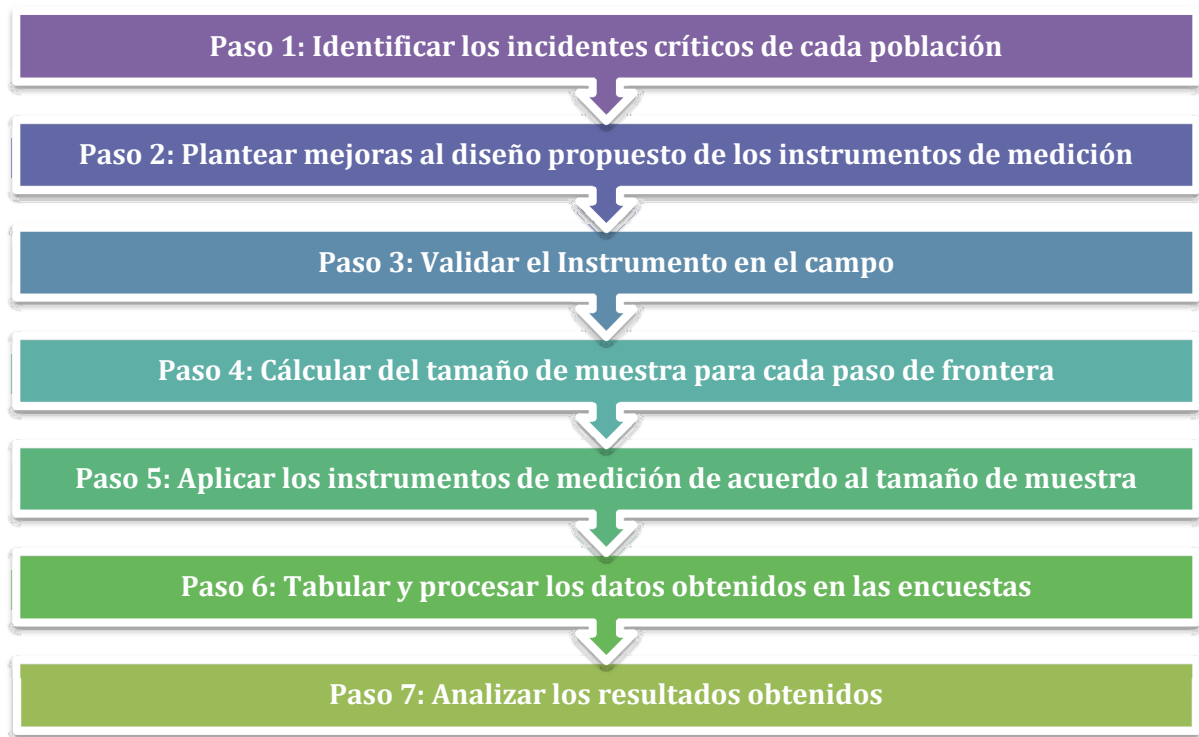 Paso 1: Identificar los incidentes críticos de cada población
Paso 2: Plantear mejoras al diseño propuesto de los instrumentos de medición
Paso 3: Validar el Instrumento en el campo
Paso 4: Cálcular del tamaño de muestra para cada paso de frontera
Paso 5: Aplicar los instrumentos de medición de acuerdo al tamaño de muestra
Paso 6: Tabular y procesar los datos obtenidos en las encuestas
Paso 7: Analizar los resultados obtenidos